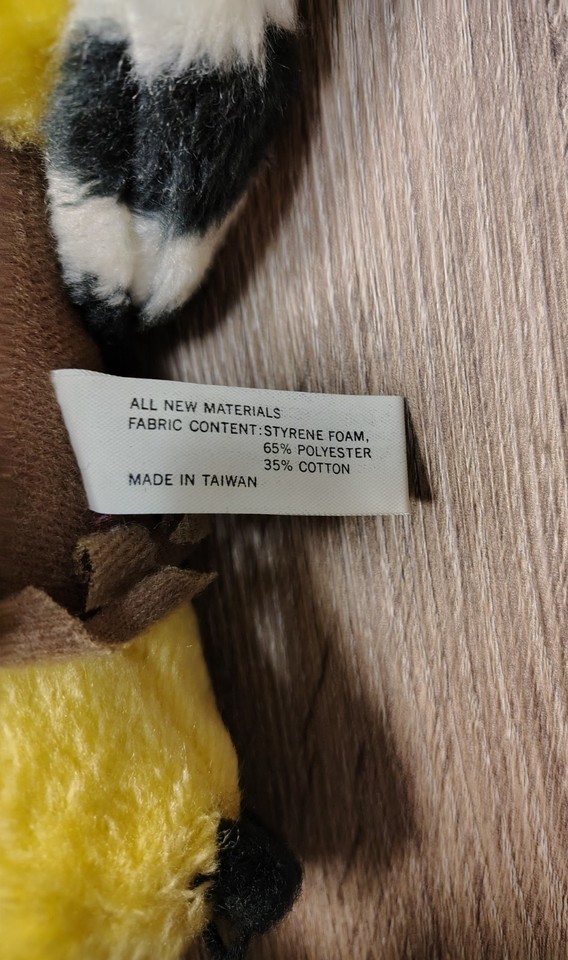 ALL NEW MATERIALS
FABRIC CONTENT:STYRENE FOAM,
65% POLYESTER
35% COTTON
MADE IN TAIWAN